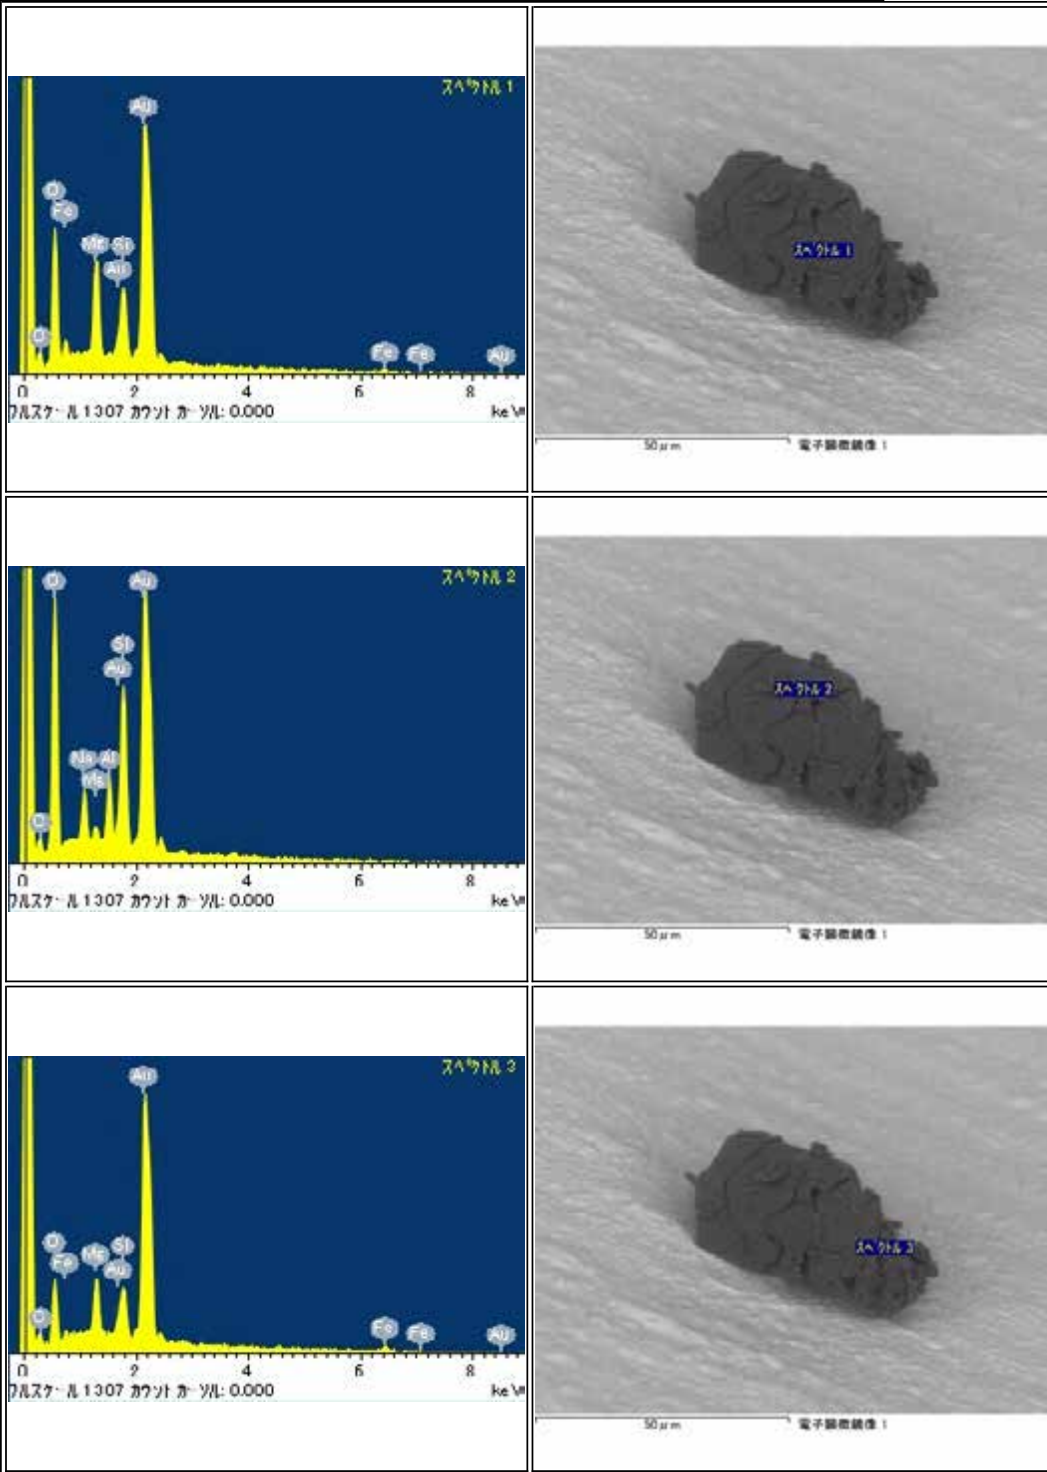 スペクトル 1
Au
O
Fe
Mg Si
Au
C
Fe Fe Au
0 2 4 6 8
フルスケール 1307 カウント カーソル: 0.000 keV
スペクトル 1
50μm 電子顕微鏡像 1
スペクトル 2
O Au
Si
Au
Na Al
Mg
C
0 2 4 6 8
フルスケール 1307 カウント カーソル: 0.000 keV
スペクトル 2
50μm 電子顕微鏡像 1
スペクトル 3
Au
O Si
Fe Mg
Au
C
Fe Fe Au
0 2 4 6 8
フルスケール 1307 カウント カーソル: 0.000 keV
スペクトル 3
50μm 電子顕微鏡像 1